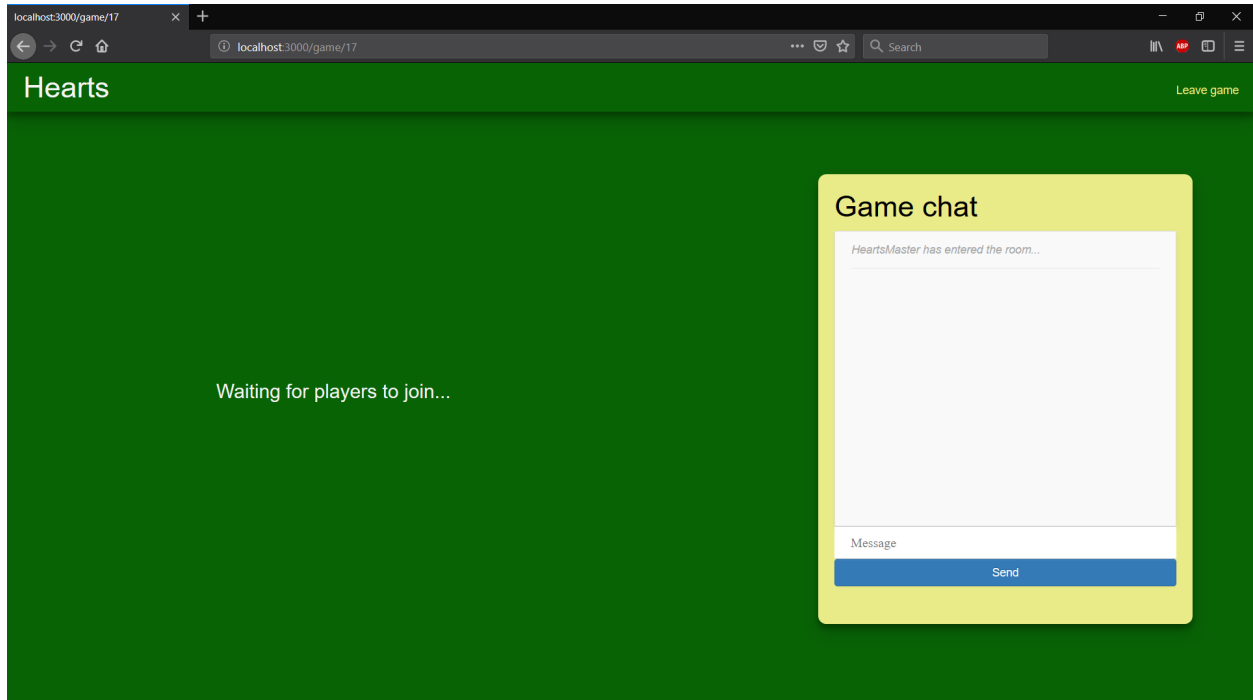 localhost:3000/game/17
localhost:3000/game/17
Search
ABP
Hearts
Leave game
Game chat
HeartsMaster has entered the room...
Waiting for players to join...
Message
Send